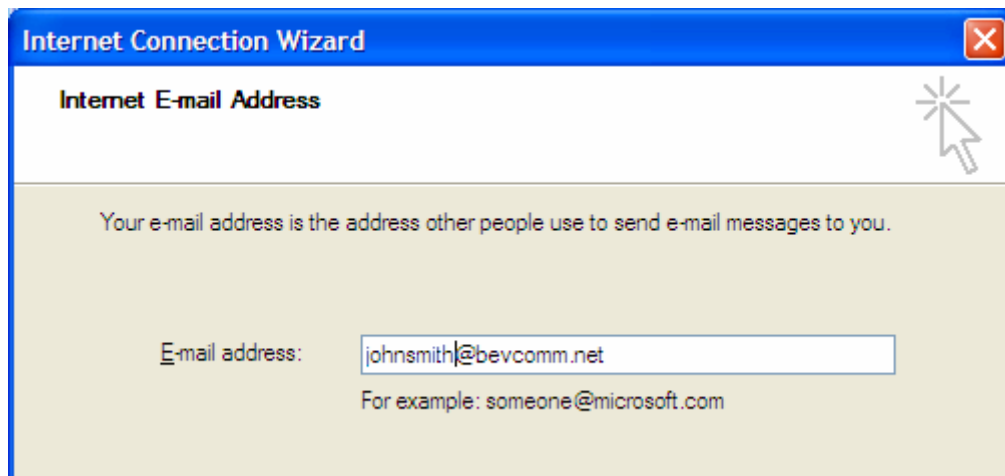 Internet Connection Wizard
Internet E-mail Address
Your e-mail address is the address other people use to send e-mail messages to you.
E-mail address: johnsmith@bevcomm.net
For example: someone@microsoft.com